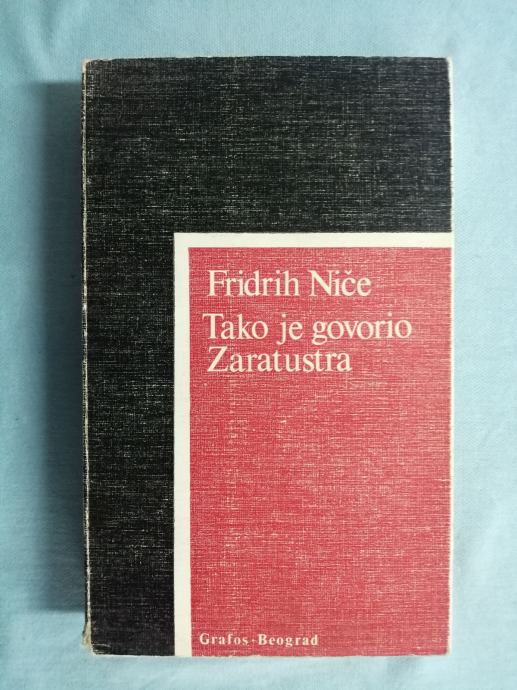 Fridrih Niče
Tako je govorio
Zaratustra
Grafos-Beograd